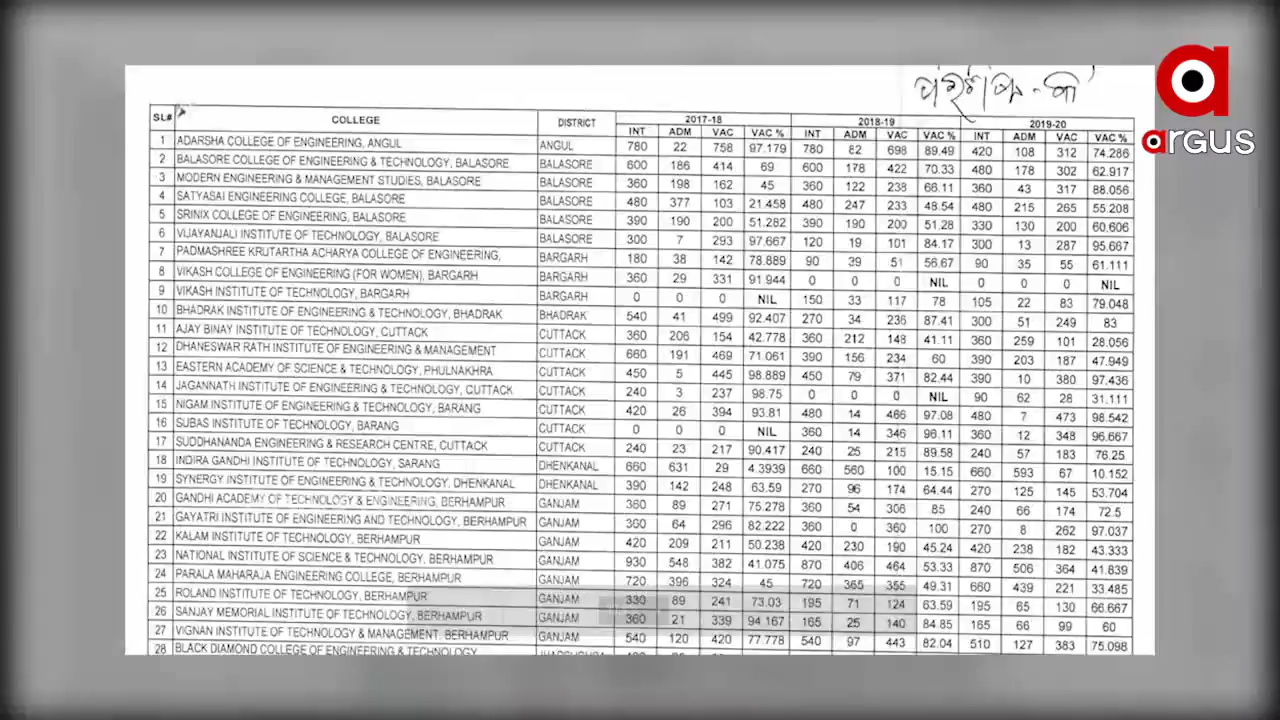 ପରିଶିଷ୍ଟ - କ
argus
SL# COLLEGE DISTRICT 2017-18 2018-19 2019-20
INT ADM VAC VAC % INT ADM VAC VAC % INT ADM VAC VAC %
1 ADARSHA COLLEGE OF ENGINEERING, ANGUL ANGUL 780 22 758 97.179 780 82 698 89.49 420 108 312 74.286
2 BALASORE COLLEGE OF ENGINEERING & TECHNOLOGY, BALASORE BALASORE 600 186 414 69 600 178 422 70.33 480 178 302 62.917
3 MODERN ENGINEERING & MANAGEMENT STUDIES, BALASORE BALASORE 360 198 162 45 360 122 238 66.11 360 43 317 88.056
4 SATYASAI ENGINEERING COLLEGE, BALASORE BALASORE 480 377 103 21.458 480 247 233 48.54 480 215 265 55.208
5 SRINIX COLLEGE OF ENGINEERING, BALASORE BALASORE 390 190 200 51.282 390 190 200 51.28 330 130 200 60.606
6 VIJAYANJALI INSTITUTE OF TECHNOLOGY, BALASORE BALASORE 300 7 293 97.667 120 19 101 84.17 300 13 287 95.667
7 PADMASHREE KRUTARTHA ACHARYA COLLEGE OF ENGINEERING, BARGARH 180 38 142 78.889 90 39 51 56.67 90 35 55 61.111
8 VIKASH COLLEGE OF ENGINEERING (FOR WOMEN), BARGARH BARGARH 360 29 331 91.944 0 0 0 NIL 0 0 0 NIL
9 VIKASH INSTITUTE OF TECHNOLOGY, BARGARH BARGARH 0 0 0 NIL 150 33 117 78 105 22 83 79.048
10 BHADRAK INSTITUTE OF ENGINEERING & TECHNOLOGY, BHADRAK BHADRAK 540 41 499 92.407 270 34 236 87.41 300 51 249 83
11 AJAY BINAY INSTITUTE OF TECHNOLOGY, CUTTACK CUTTACK 360 206 154 42.778 360 212 148 41.11 360 259 101 28.056
12 DHANESWAR RATH INSTITUTE OF ENGINEERING & MANAGEMENT CUTTACK 660 191 469 71.061 390 156 234 60 390 203 187 47.949
13 EASTERN ACADEMY OF SCIENCE & TECHNOLOGY, PHULNAKHRA CUTTACK 450 5 445 98.889 450 79 371 82.44 390 10 380 97.436
14 JAGANNATH INSTITUTE OF ENGINEERING & TECHNOLOGY, CUTTACK CUTTACK 240 3 237 98.75 0 0 0 NIL 90 62 28 31.111
15 NIGAM INSTITUTE OF ENGINEERING & TECHNOLOGY, BARANG CUTTACK 420 26 394 93.81 480 14 466 97.08 480 7 473 98.542
16 SUBAS INSTITUTE OF TECHNOLOGY, BARANG CUTTACK 0 0 0 NIL 360 14 346 96.11 360 12 348 96.667
17 SUDDHANANDA ENGINEERING & RESEARCH CENTRE, CUTTACK CUTTACK 240 23 217 90.417 240 25 215 89.58 240 57 183 76.25
18 INDIRA GANDHI INSTITUTE OF TECHNOLOGY, SARANG DHENKANAL 660 631 29 4.3939 660 560 100 15.15 660 593 67 10.152
19 SYNERGY INSTITUTE OF ENGINEERING & TECHNOLOGY, DHENKANAL DHENKANAL 390 142 248 63.59 270 96 174 64.44 270 125 145 53.704
20 GANDHI ACADEMY OF TECHNOLOGY & ENGINEERING, BERHAMPUR GANJAM 360 89 271 75.278 360 54 306 85 240 66 174 72.5
21 GAYATRI INSTITUTE OF ENGINEERING AND TECHNOLOGY, BERHAMPUR GANJAM 360 64 296 82.222 360 0 360 100 270 8 262 97.037
22 KALAM INSTITUTE OF TECHNOLOGY, BERHAMPUR GANJAM 420 209 211 50.238 420 230 190 45.24 420 238 182 43.333
23 NATIONAL INSTITUTE OF SCIENCE & TECHNOLOGY, BERHAMPUR GANJAM 930 548 382 41.075 870 406 464 53.33 870 506 364 41.839
24 PARALA MAHARAJA ENGINEERING COLLEGE, BERHAMPUR GANJAM 720 396 324 45 720 365 355 49.31 660 439 221 33.485
25 ROLAND INSTITUTE OF TECHNOLOGY, BERHAMPUR GANJAM 330 89 241 73.03 195 71 124 63.59 195 65 130 66.667
26 SANJAY MEMORIAL INSTITUTE OF TECHNOLOGY, BERHAMPUR GANJAM 360 21 339 94.167 165 25 140 84.85 165 66 99 60
27 VIGNAN INSTITUTE OF TECHNOLOGY & MANAGEMENT, BERHAMPUR GANJAM 540 120 420 77.778 540 97 443 82.04 510 127 383 75.098
28 BLACK DIAMOND COLLEGE OF ENGINEERING & TECHNOLOGY